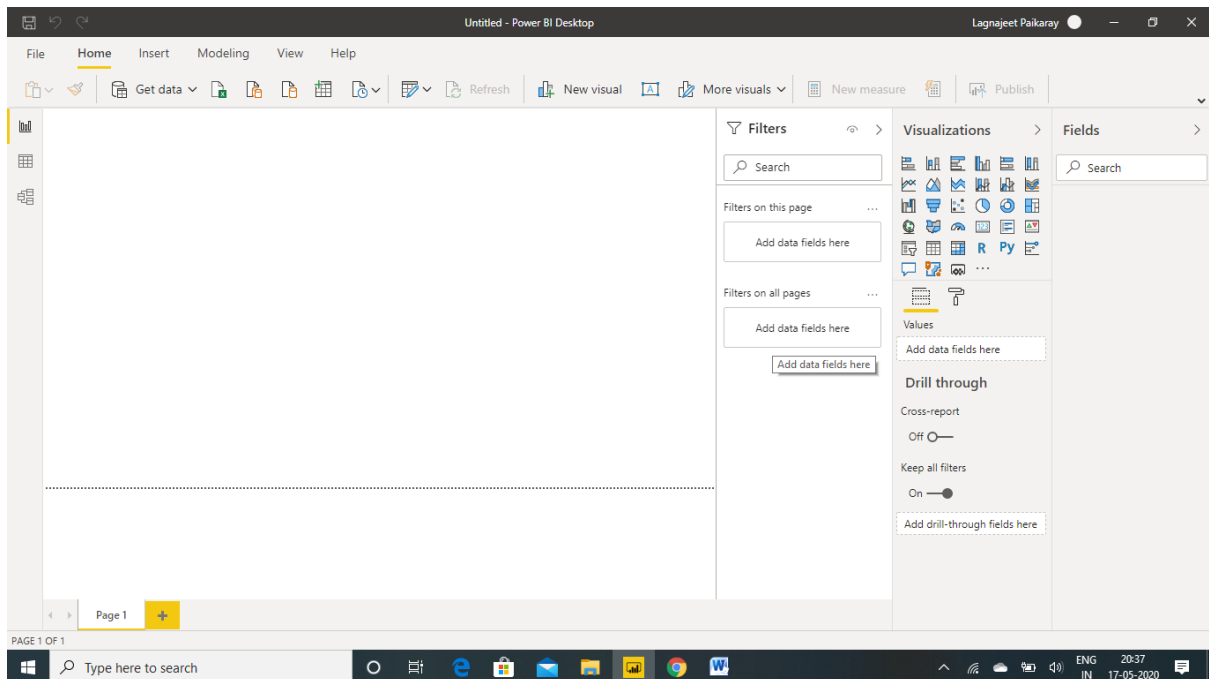 Untitled - Power BI Desktop
Lagnajeet Paikaray
File Home Insert Modeling View Help
Get data Refresh New visual More visuals New measure Publish
Filters
Search
Filters on this page ...
Add data fields here
Filters on all pages ...
Add data fields here
Add data fields here
Visualizations
123
R Py
...
Values
Add data fields here
Drill through
Cross-report
Off
Keep all filters
On
Add drill-through fields here
Fields
Search
Page 1 +
PAGE 1 OF 1
Type here to search
ENG
IN
20:37
17-05-2020